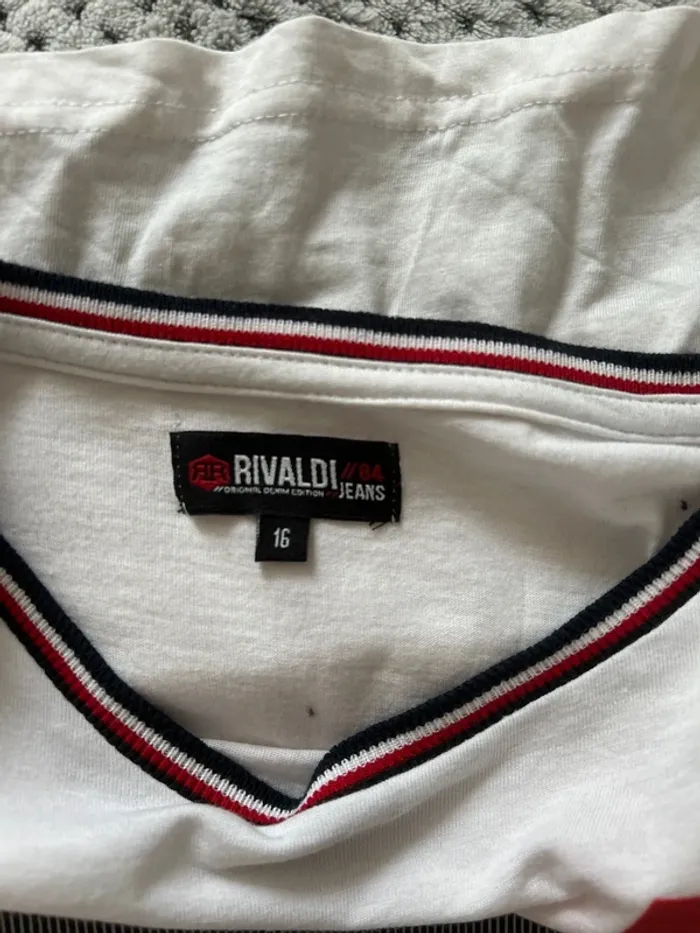 RR RIVALDI //84
//ORIGINAL DENIM EDITION // JEANS
16